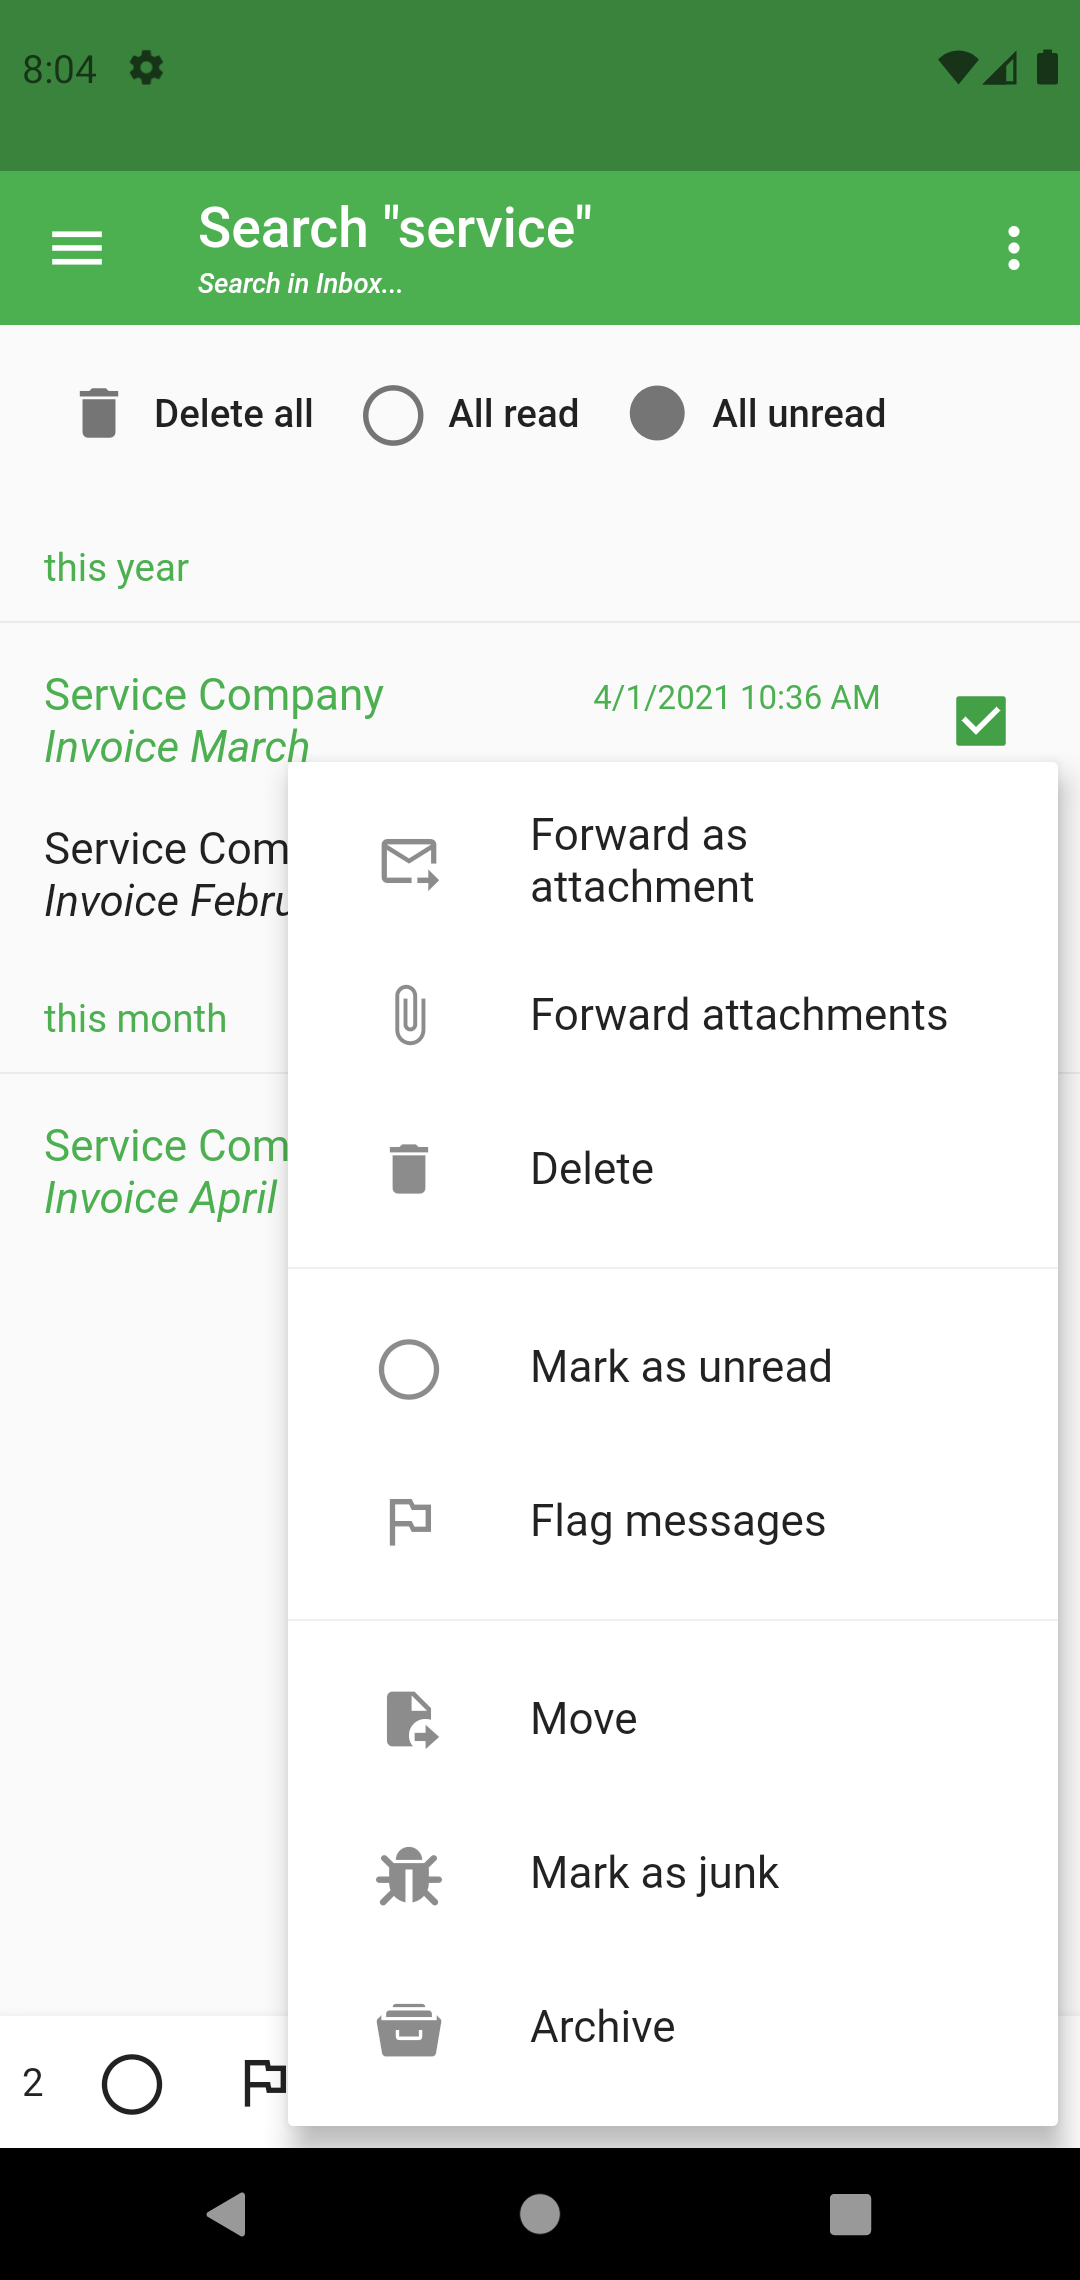 8:04
Search "service"
Search in Inbox...
Delete all
All read
All unread
this year
Service Company
4/1/2021 10:36 AM
Invoice March
Service Com
Invoice Febru
this month
Service Com
Invoice April
Forward as
attachment
Forward attachments
Delete
Mark as unread
Flag messages
Move
Mark as junk
Archive
2